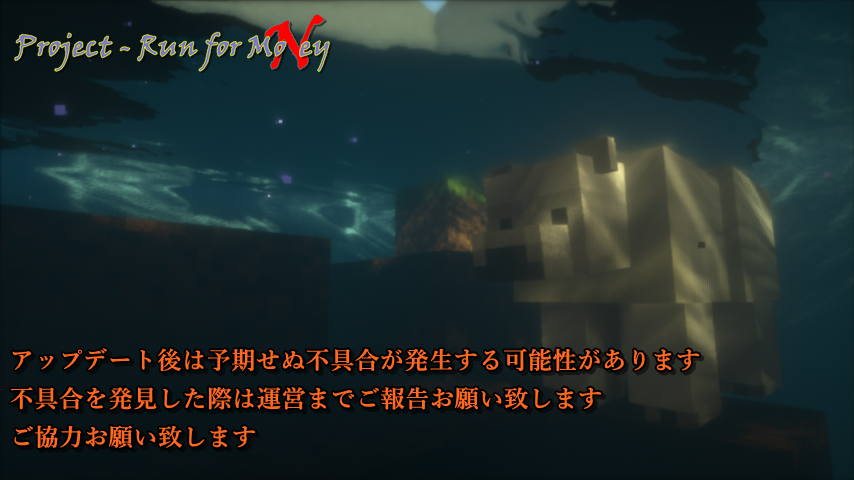 Project - Run for MoNey
アップデート後は予期せぬ不具合が発生する可能性があります
不具合を発見した際は運営までご報告お願い致します
ご協力お願い致します